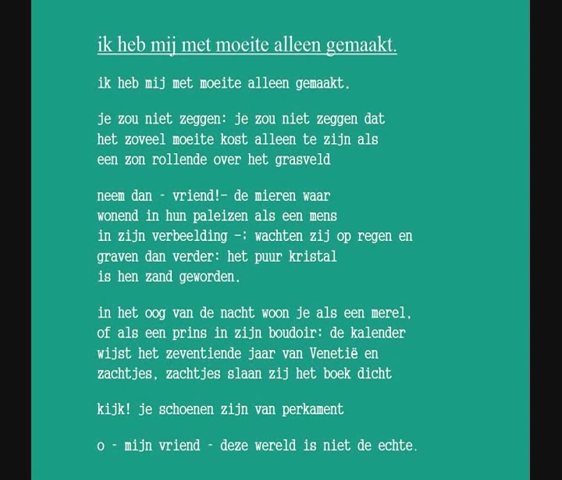 ik heb mij met moeite alleen gemaakt.
ik heb mij met moeite alleen gemaakt.
je zou niet zeggen: je zou niet zeggen dat
het zoveel moeite kost alleen te zijn als
een zon rollende over het grasveld
neem dan - vriend!- de mieren waar
wonend in hun paleizen als een mens
in zijn verbeelding -; wachten zij op regen en
graven dan verder: het puur kristal
is hen zand geworden.
in het oog van de nacht woon je als een merel,
of als een prins in zijn boudoir: de kalender
wijst het zeventiende jaar van Venetië en
zachtjes, zachtjes slaan zij het boek dicht
kijk! je schoenen zijn van perkament
o - mijn vriend - deze wereld is niet de echte.